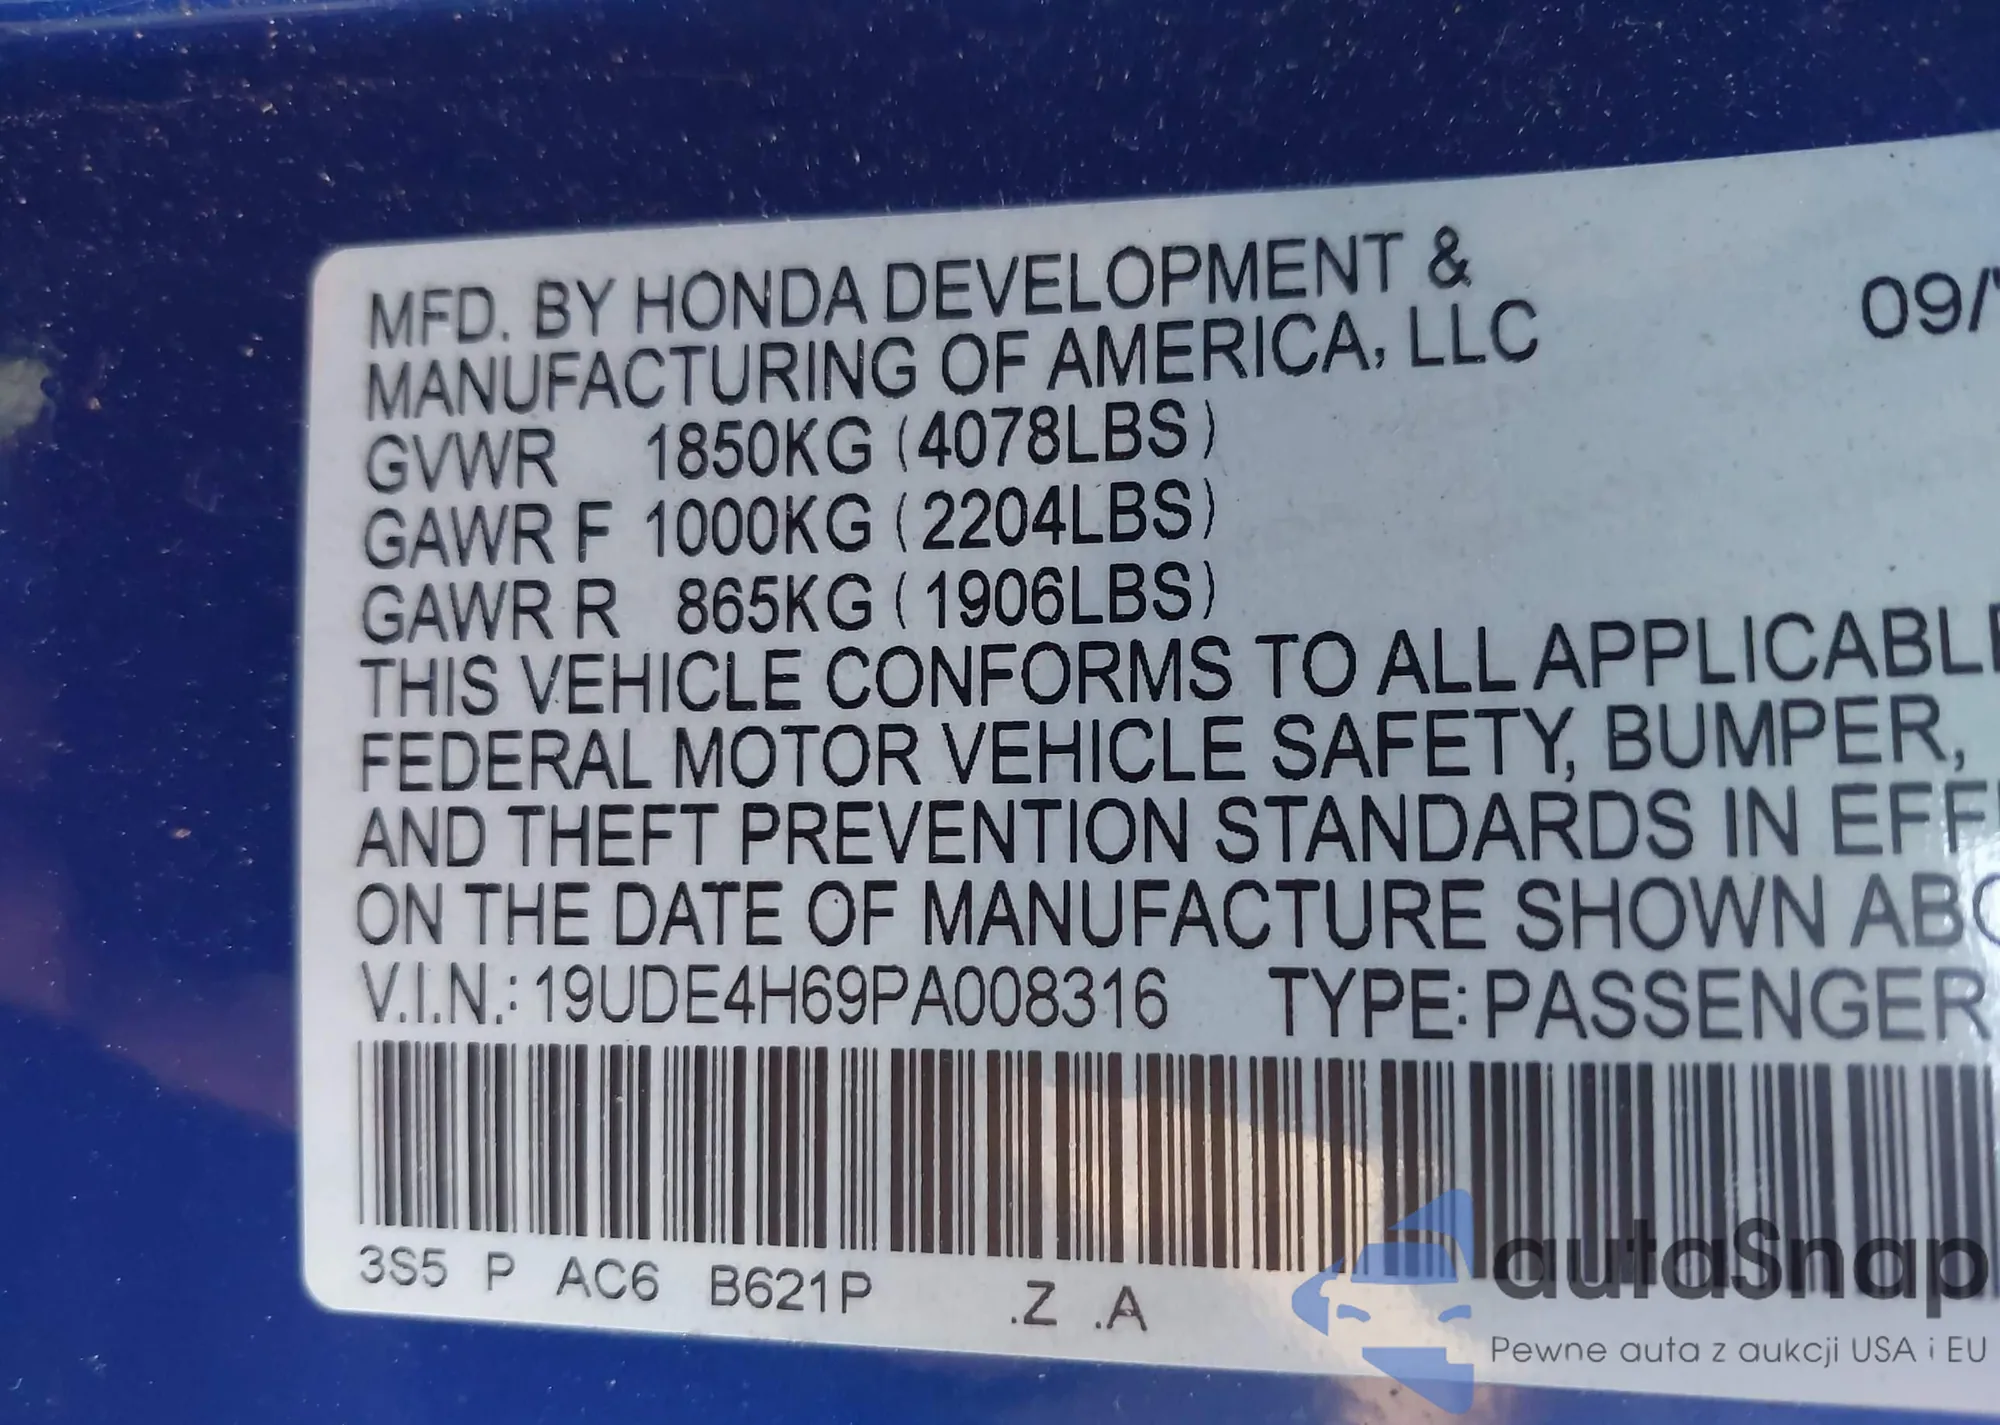 MFD. BY HONDA DEVELOPMENT &
MANUFACTURING OF AMERICA, LLC
09/
GVWR 1850KG (4078LBS)
GAWR F 1000KG (2204LBS)
GAWR R 865KG (1906LBS)
THIS VEHICLE CONFORMS TO ALL APPLICABLE
FEDERAL MOTOR VEHICLE SAFETY, BUMPER,
AND THEFT PREVENTION STANDARDS IN EFF
ON THE DATE OF MANUFACTURE SHOWN ABO
V.I.N.: 19UDE4H69PA008316 TYPE: PASSENGER
3S5 P AC6 B621P .Z .A
autaSnap
Pewne auta z aukcji USA i EU